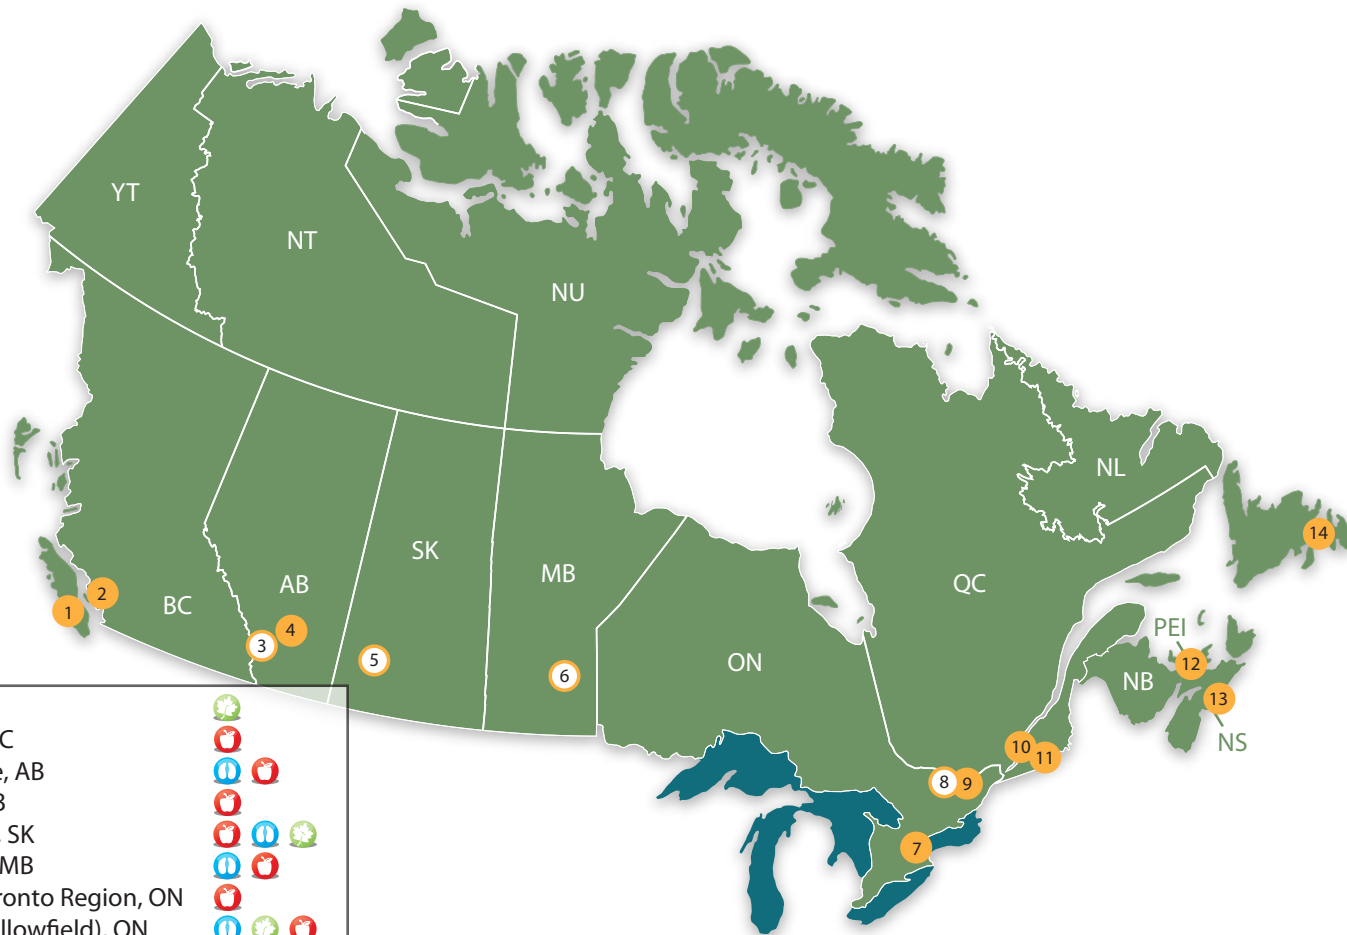 YT
NT
NU
NL
14
SK
MB
AB
QC
2
BC
1
4
PEI
3
5
ON
12
6
NB
13
NS
10
11
8
9
7
C
, AB
B
, SK
MB
ronto Region, ON
llowfield), ON